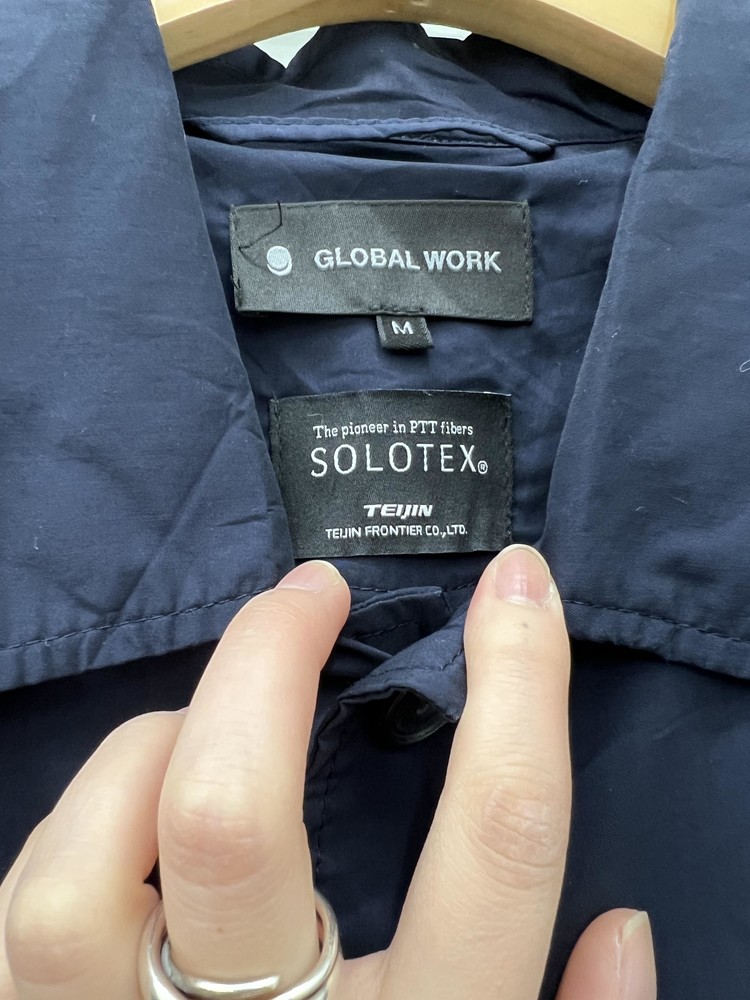 GLOBAL WORK
M
The pioneer in PTT fibers
SOLOTEX®
TEIJIN
TEIJIN FRONTIER CO.,LTD.